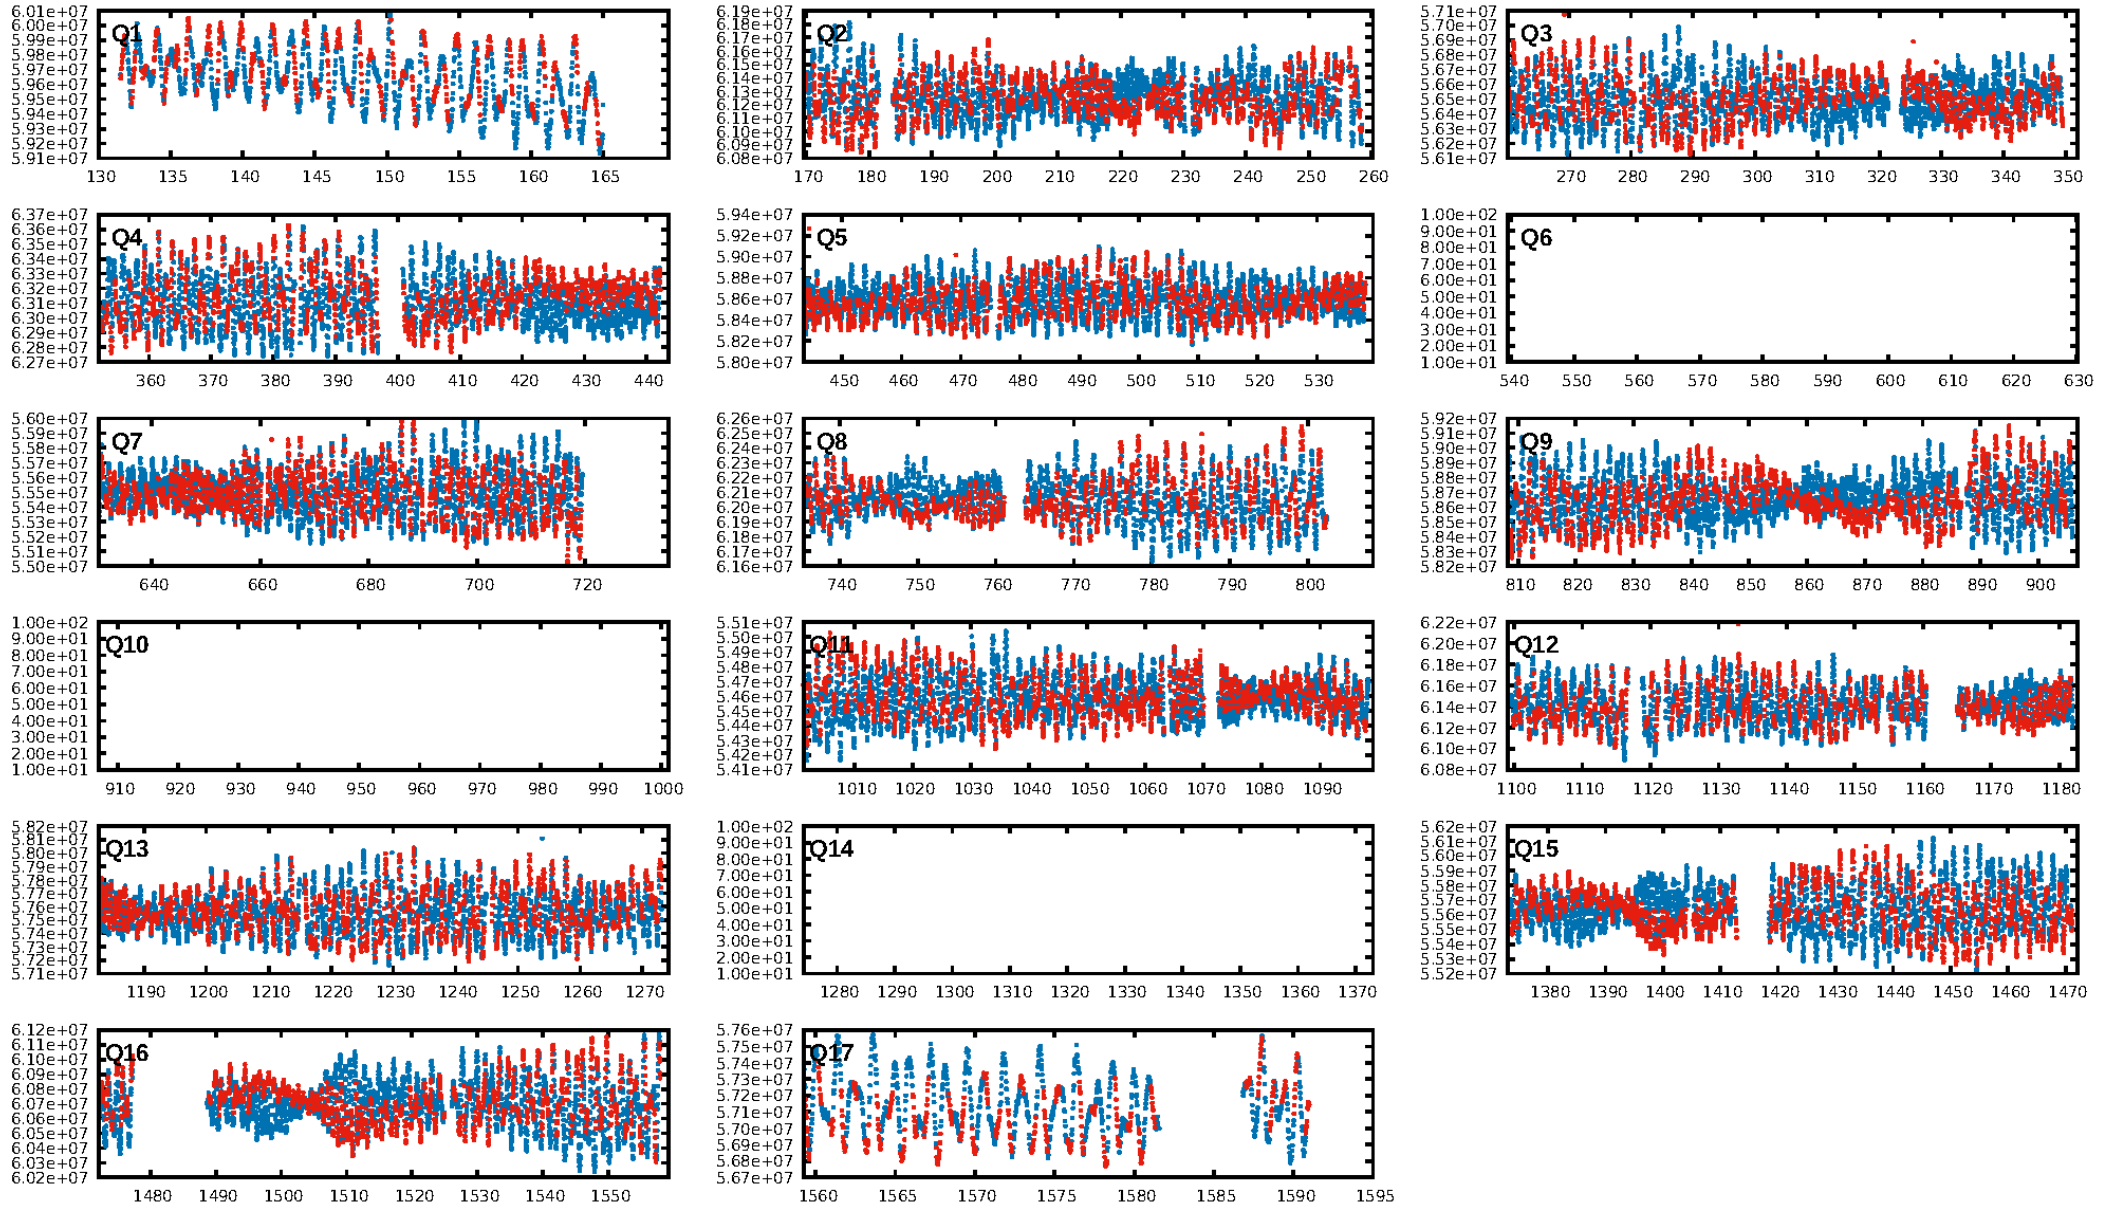 Q1
6.01e+07
6.00e+07
5.99e+07
5.98e+07
5.97e+07
5.96e+07
5.95e+07
5.94e+07
5.93e+07
5.92e+07
5.91e+07
130 135 140 145 150 155 160 165
Q2
6.19e+07
6.18e+07
6.17e+07
6.16e+07
6.15e+07
6.14e+07
6.13e+07
6.12e+07
6.11e+07
6.10e+07
6.09e+07
6.08e+07
170 180 190 200 210 220 230 240 250 260
Q3
5.71e+07
5.70e+07
5.69e+07
5.68e+07
5.67e+07
5.66e+07
5.65e+07
5.64e+07
5.63e+07
5.62e+07
5.61e+07
270 280 290 300 310 320 330 340 350
Q4
6.37e+07
6.36e+07
6.35e+07
6.34e+07
6.33e+07
6.32e+07
6.31e+07
6.30e+07
6.29e+07
6.28e+07
6.27e+07
360 370 380 390 400 410 420 430 440
Q5
5.94e+07
5.92e+07
5.90e+07
5.88e+07
5.86e+07
5.84e+07
5.82e+07
5.80e+07
450 460 470 480 490 500 510 520 530
Q6
1.00e+02
9.00e+01
8.00e+01
7.00e+01
6.00e+01
5.00e+01
4.00e+01
3.00e+01
2.00e+01
1.00e+01
540 550 560 570 580 590 600 610 620 630
Q7
5.60e+07
5.59e+07
5.58e+07
5.57e+07
5.56e+07
5.55e+07
5.54e+07
5.53e+07
5.52e+07
5.51e+07
5.50e+07
640 660 680 700 720
Q8
6.26e+07
6.25e+07
6.24e+07
6.23e+07
6.22e+07
6.21e+07
6.20e+07
6.19e+07
6.18e+07
6.17e+07
6.16e+07
740 750 760 770 780 790 800
Q9
5.92e+07
5.91e+07
5.90e+07
5.89e+07
5.88e+07
5.87e+07
5.86e+07
5.85e+07
5.84e+07
5.83e+07
5.82e+07
810 820 830 840 850 860 870 880 890 900
Q10
1.00e+02
9.00e+01
8.00e+01
7.00e+01
6.00e+01
5.00e+01
4.00e+01
3.00e+01
2.00e+01
1.00e+01
910 920 930 940 950 960 970 980 990 1000
Q11
5.51e+07
5.50e+07
5.49e+07
5.48e+07
5.47e+07
5.46e+07
5.45e+07
5.44e+07
5.43e+07
5.42e+07
5.41e+07
1010 1020 1030 1040 1050 1060 1070 1080 1090
Q12
6.22e+07
6.20e+07
6.18e+07
6.16e+07
6.14e+07
6.12e+07
6.10e+07
6.08e+07
1100 1110 1120 1130 1140 1150 1160 1170 1180
Q13
5.82e+07
5.81e+07
5.80e+07
5.79e+07
5.78e+07
5.77e+07
5.76e+07
5.75e+07
5.74e+07
5.73e+07
5.72e+07
5.71e+07
1190 1200 1210 1220 1230 1240 1250 1260 1270
Q14
1.00e+02
9.00e+01
8.00e+01
7.00e+01
6.00e+01
5.00e+01
4.00e+01
3.00e+01
2.00e+01
1.00e+01
1280 1290 1300 1310 1320 1330 1340 1350 1360 1370
Q15
5.62e+07
5.61e+07
5.60e+07
5.59e+07
5.58e+07
5.57e+07
5.56e+07
5.55e+07
5.54e+07
5.53e+07
5.52e+07
1380 1390 1400 1410 1420 1430 1440 1450 1460 1470
Q16
6.12e+07
6.11e+07
6.10e+07
6.09e+07
6.08e+07
6.07e+07
6.06e+07
6.05e+07
6.04e+07
6.03e+07
6.02e+07
1480 1490 1500 1510 1520 1530 1540 1550
Q17
5.76e+07
5.75e+07
5.74e+07
5.73e+07
5.72e+07
5.71e+07
5.70e+07
5.69e+07
5.68e+07
5.67e+07
1560 1565 1570 1575 1580 1585 1590 1595